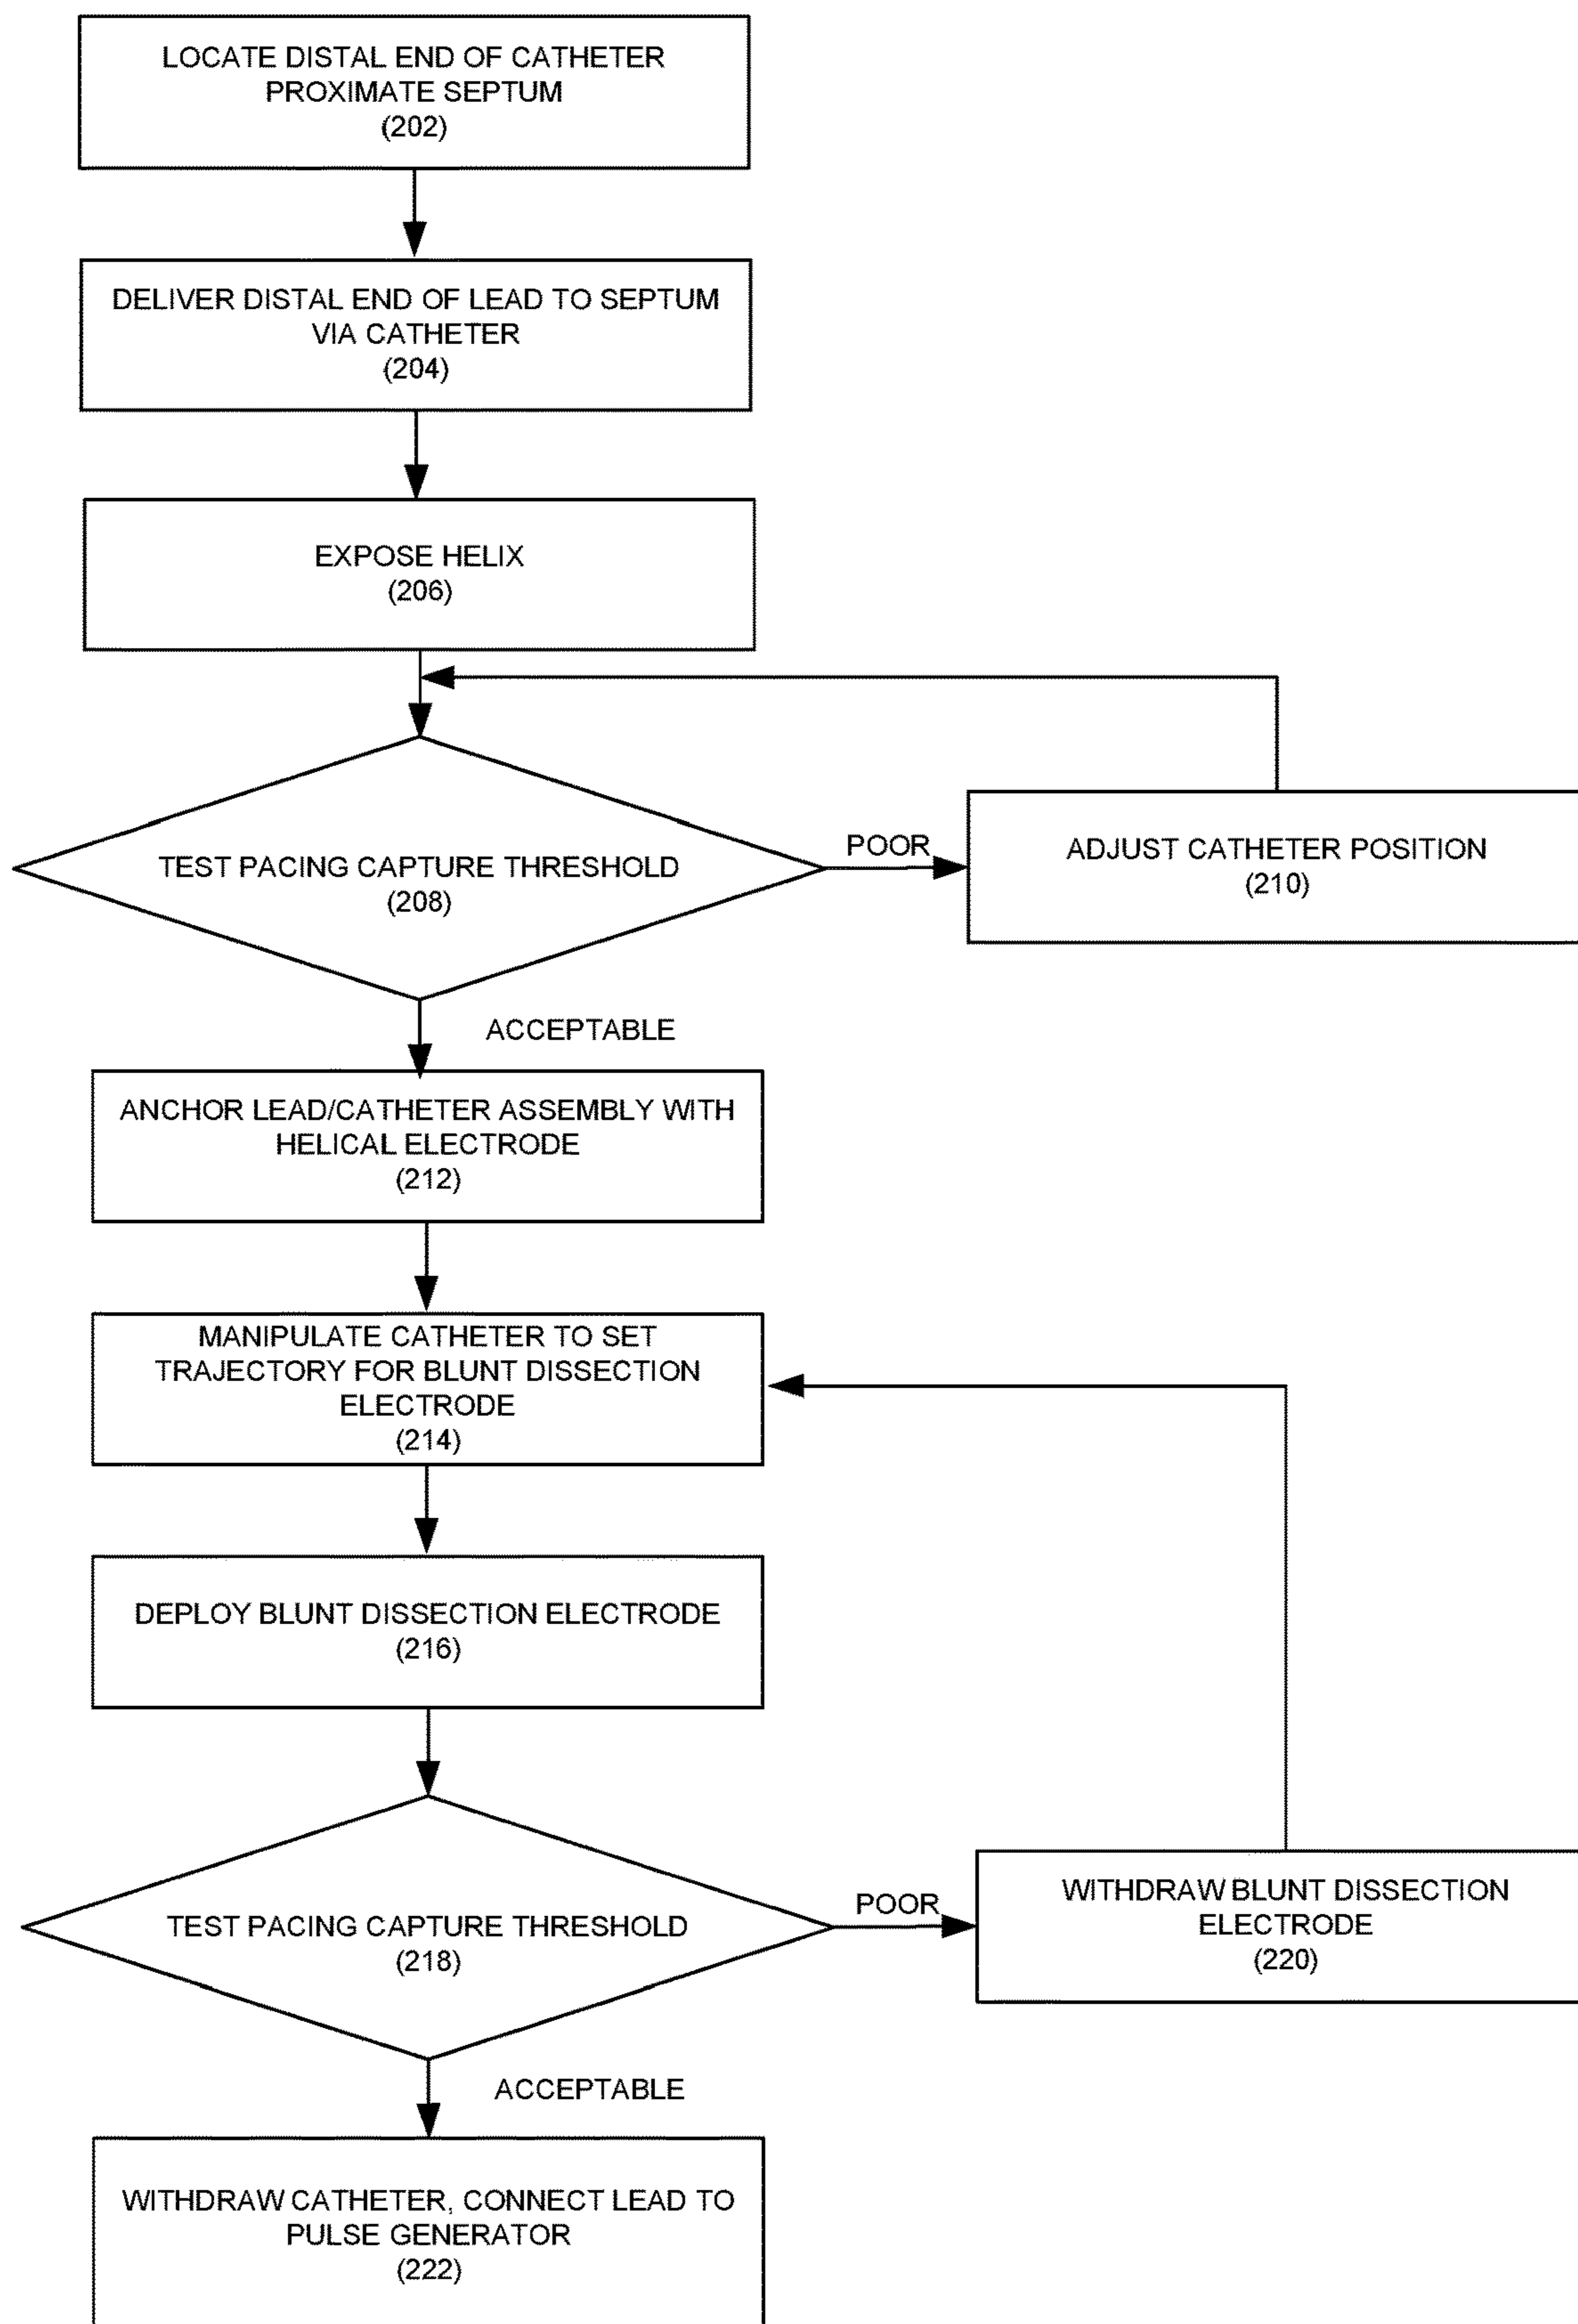 LOCATE DISTAL END OF CATHETER
PROXIMATE SEPTUM
(202)
DELIVER DISTAL END OF LEAD TO SEPTUM
VIA CATHETER
(204)
EXPOSE HELIX
(206)
TEST PACING CAPTURE THRESHOLD
(208)
POOR
ADJUST CATHETER POSITION
(210)
ACCEPTABLE
ANCHOR LEAD/CATHETER ASSEMBLY WITH
HELICAL ELECTRODE
(212)
MANIPULATE CATHETER TO SET
TRAJECTORY FOR BLUNT DISSECTION
ELECTRODE
(214)
DEPLOY BLUNT DISSECTION ELECTRODE
(216)
TEST PACING CAPTURE THRESHOLD
(218)
POOR
WITHDRAW BLUNT DISSECTION
ELECTRODE
(220)
ACCEPTABLE
WITHDRAW CATHETER, CONNECT LEAD TO
PULSE GENERATOR
(222)